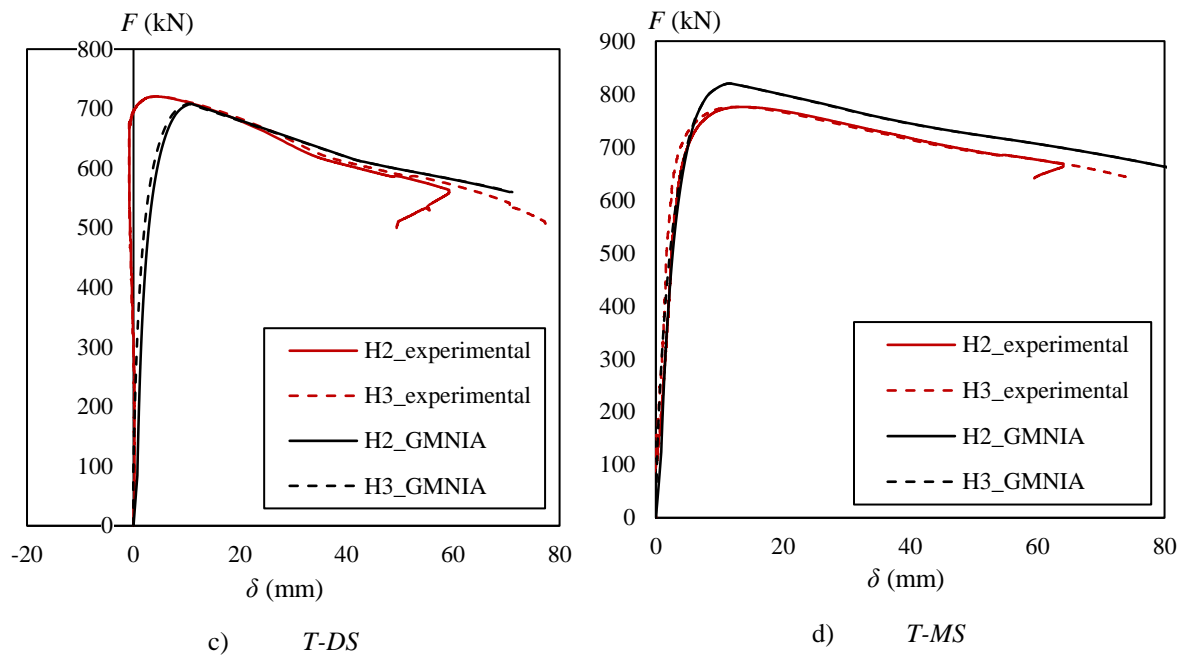 F (kN)
800
700
600
500
400
300
200
100
0
-20 0 20 40 60 80
δ (mm)
H2_experimental
H3_experimental
H2_GMNIA
H3_GMNIA
c) T-DS
F (kN)
900
800
700
600
500
400
300
200
100
0
0 20 40 60 80
δ (mm)
H2_experimental
H3_experimental
H2_GMNIA
H3_GMNIA
d) T-MS